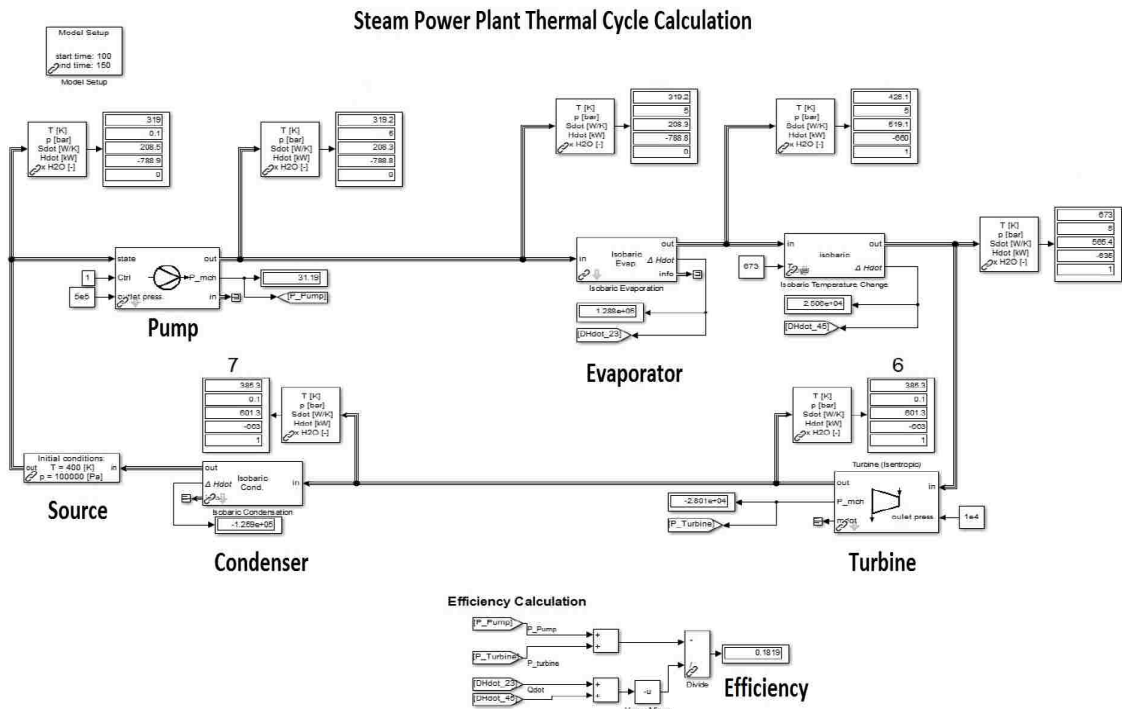 Steam Power Plant Thermal Cycle Calculation
Model Setup
start time: 100
end time: 150
Model Setup
T [K]
p [bar]
Sdot [W/K]
Hdot [kW]
x H2O [-]
319
0.1
208.5
-788.9
0
T [K]
p [bar]
Sdot [W/K]
Hdot [kW]
x H2O [-]
319.2
5
208.3
-788.8
0
T [K]
p [bar]
Sdot [W/K]
Hdot [kW]
x H2O [-]
319.2
5
208.3
-788.8
0
T [K]
p [bar]
Sdot [W/K]
Hdot [kW]
x H2O [-]
425.1
5
519.1
-660
1
T [K]
p [bar]
Sdot [W/K]
Hdot [kW]
x H2O [-]
673
5
565.4
-635
1
state
out
Ctrl
P_mch
outlet press.
in
1
5e5
31.19
[P_Pump]
Pump
in
Isobaric
Evap.
out
Δ Hdot
info
Isobaric Evaporation
1.288e+05
[DHdot_23]
Evaporator
in
isobaric
out
Δ Hdot
673
Isobaric Temperature Change
2.506e+04
[DHdot_45]
7
385.3
0.1
601.3
-663
1
T [K]
p [bar]
Sdot [W/K]
Hdot [kW]
x H2O [-]
6
T [K]
p [bar]
Sdot [W/K]
Hdot [kW]
x H2O [-]
385.3
0.1
601.3
-663
1
Initial conditions:
out
T = 400 [K]
p = 100000 [Pa]
in
Source
out
Δ Hdot
Isobaric
Cond.
in
Isobaric Condensation
-1.259e+05
Condenser
Turbine (Isentropic)
out
in
P_mch
outlet press.
mdot
-2.801e+04
[P_Turbine]
1e4
Turbine
Efficiency Calculation
[P_Pump]
P_Pump
[P_Turbine]
P_turbine
[DHdot_23]
Qdot
[DHdot_45]
+
+
+
+
-u
Divide
0.1819
Efficiency